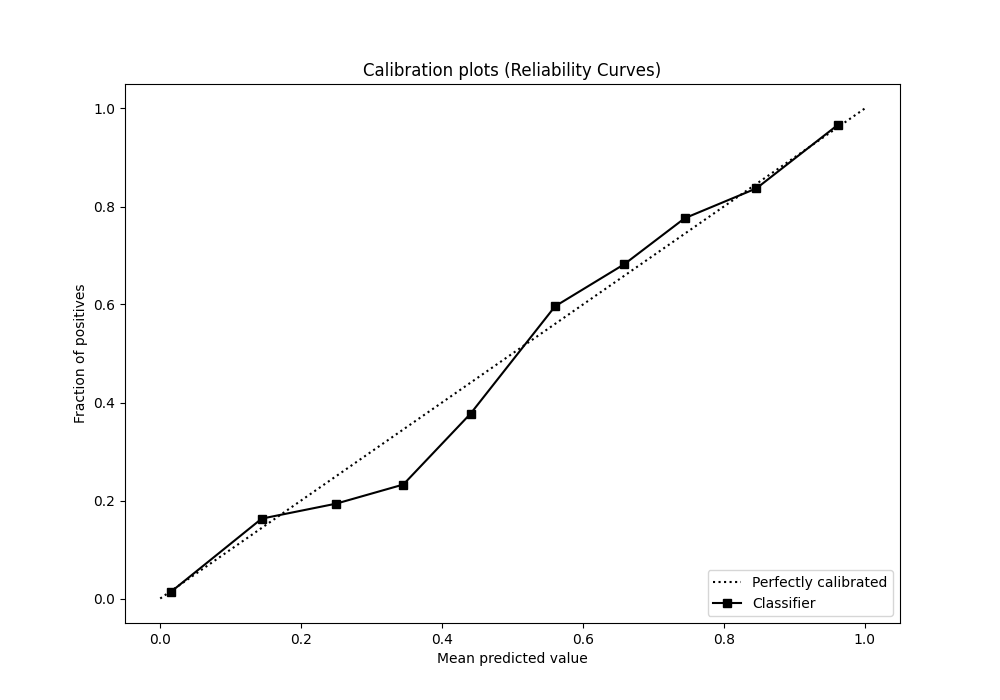 Calibration plots (Reliability Curves)
1.0
0.8
0.6
0.4
0.2
0.0
Fraction of positives
0.0 0.2 0.4 0.6 0.8 1.0
Mean predicted value
Perfectly calibrated
Classifier